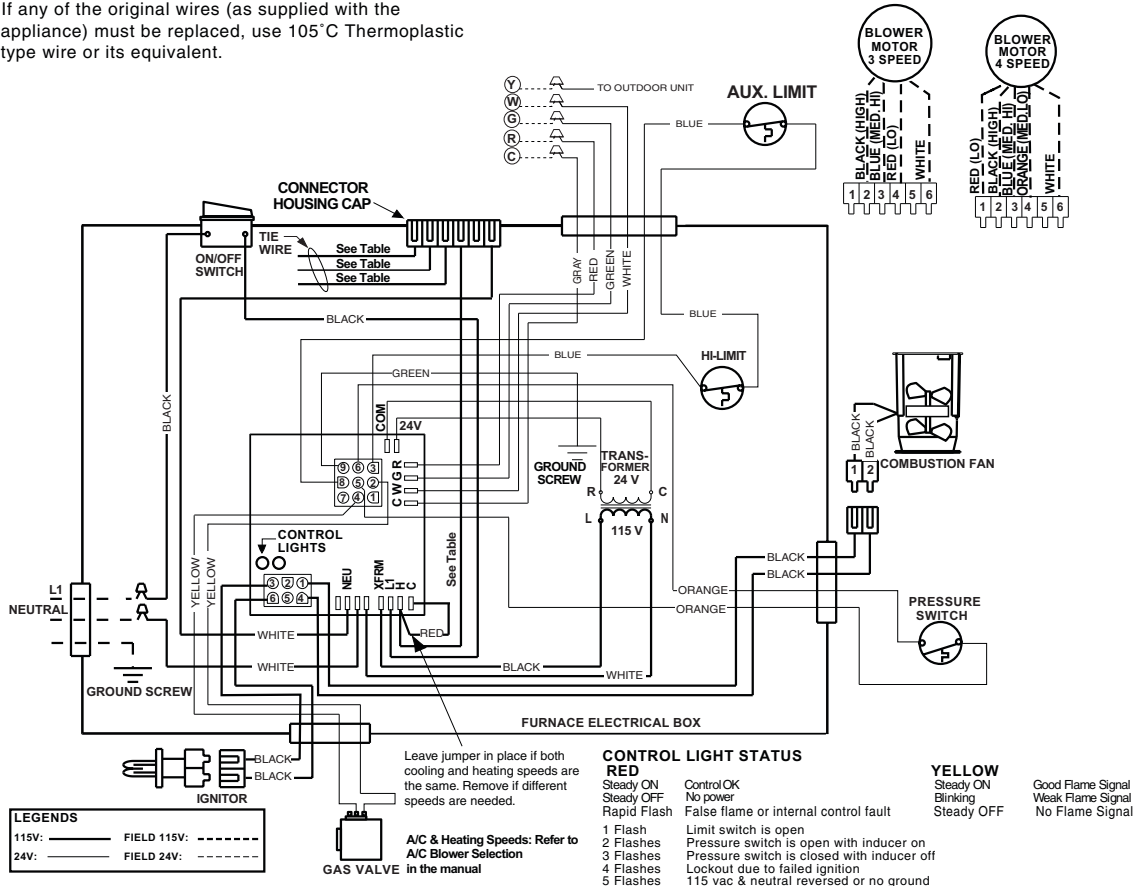 If any of the original wires (as supplied with the
appliance) must be replaced, use 105˚C Thermoplastic
type wire or its equivalent.
BLOWER
MOTOR
3 SPEED
BLACK (HIGH)
BLUE (MED. HI)
RED (LO)
WHITE
1 2 3 4 5 6
BLOWER
MOTOR
4 SPEED
RED (LO)
BLACK (HIGH)
BLUE (MED. HI)
ORANGE (MED.LO)
WHITE
1 2 3 4 5 6
Y
W
G
R
C
TO OUTDOOR UNIT
BLUE
AUX. LIMIT
CONNECTOR
HOUSING CAP
ON/OFF
SWITCH
TIE
WIRE
See Table
See Table
See Table
GRAY
RED
GREEN
WHITE
BLACK
BLUE
BLUE
HI-LIMIT
GREEN
BLACK
COM
24V
GROUND
SCREW
TRANS-
FORMER
24 V
R
C
L
N
115 V
9 6 3
8 5 2
7 4 1
R
G
W
C
CONTROL
LIGHTS
3 2 1
6 5 4
NEU
XFRM
L1
H
C
See Table
YELLOW
YELLOW
L1
NEUTRAL
GROUND SCREW
WHITE
WHITE
RED
BLACK
WHITE
BLACK
BLACK
1 2
COMBUSTION FAN
BLACK
BLACK
ORANGE
ORANGE
PRESSURE
SWITCH
FURNACE ELECTRICAL BOX
BLACK
BLACK
IGNITOR
GAS VALVE
Leave jumper in place if both
cooling and heating speeds are
the same. Remove if different
speeds are needed.
A/C & Heating Speeds: Refer to
A/C Blower Selection
in the manual
LEGENDS
115V: FIELD 115V:
24V: FIELD 24V:
CONTROL LIGHT STATUS
RED
Steady ON Control OK
Steady OFF No power
Rapid Flash False flame or internal control fault
1 Flash Limit switch is open
2 Flashes Pressure switch is open with inducer on
3 Flashes Pressure switch is closed with inducer off
4 Flashes Lockout due to failed ignition
5 Flashes 115 vac & neutral reversed or no ground
YELLOW
Steady ON Good Flame Signal
Blinking Weak Flame Signal
Steady OFF No Flame Signal